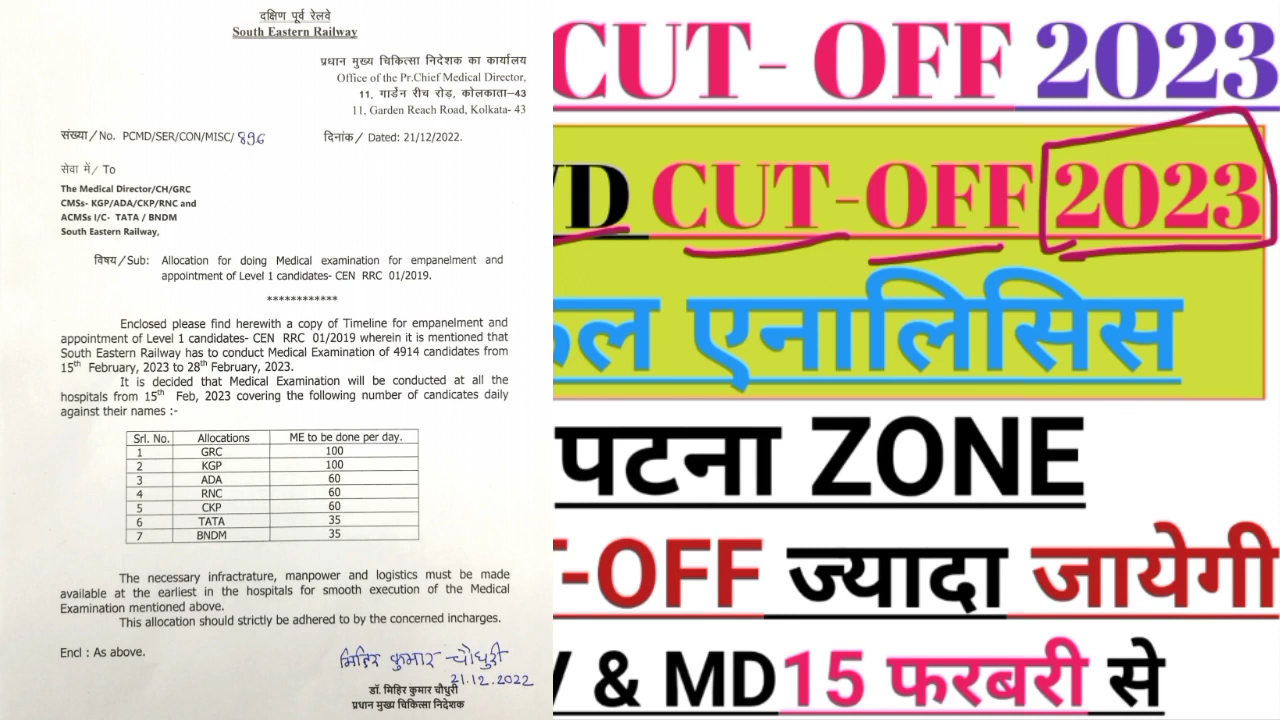 दक्षिण पूर्व रेलवे
South Eastern Railway
प्रधान मुख्य चिकित्सा निदेशक का कार्यालय
Office of the Pr.Chief Medical Director,
11, गार्डेन रीच रोड़, कोलकाता–43
11, Garden Reach Road, Kolkata- 43
संख्या/No. PCMD/SER/CON/MISC/ 896 दिनांक/ Dated: 21/12/2022.
सेवा में/ To
The Medical Director/CH/GRC
CMSs- KGP/ADA/CKP/RNC and
ACMSs I/C- TATA / BNDM
South Eastern Railway,
विषय/Sub: Allocation for doing Medical examination for empanelment and
appointment of Level 1 candidates- CEN RRC 01/2019.
************
Enclosed please find herewith a copy of Timeline for empanelment and
appointment of Level 1 candidates- CEN RRC 01/2019 wherein it is mentioned that
South Eastern Railway has to conduct Medical Examination of 4914 candidates from
15th February, 2023 to 28th February, 2023.
It is decided that Medical Examination will be conducted at all the
hospitals from 15th Feb, 2023 covering the following number of candicates daily
against their names :-
Srl. No. Allocations ME to be done per day.
1 GRC 100
2 KGP 100
3 ADA 60
4 RNC 60
5 CKP 60
6 TATA 35
7 BNDM 35
The necessary infractrature, manpower and logistics must be made
available at the earliest in the hospitals for smooth execution of the Medical
Examination mentioned above.
This allocation should strictly be adhered to by the concerned incharges.
Encl : As above.
मिहिर कुमार चौधुरी
21.12.2022
डॉ. मिहिर कुमार चौधुरी
प्रधान मुख्य चिकित्सा निदेशक
CUT- OFF 2023
D CUT-OFF 2023
एनालिसिस
पटना ZONE
-OFF ज्यादा जायेगी
& MD 15 फरबरी से